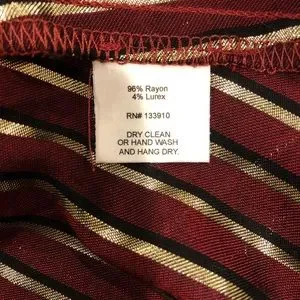 96% Rayon
4% Lurex
RN# 133910
DRY CLEAN
OR HAND WASH
AND HANG DRY.